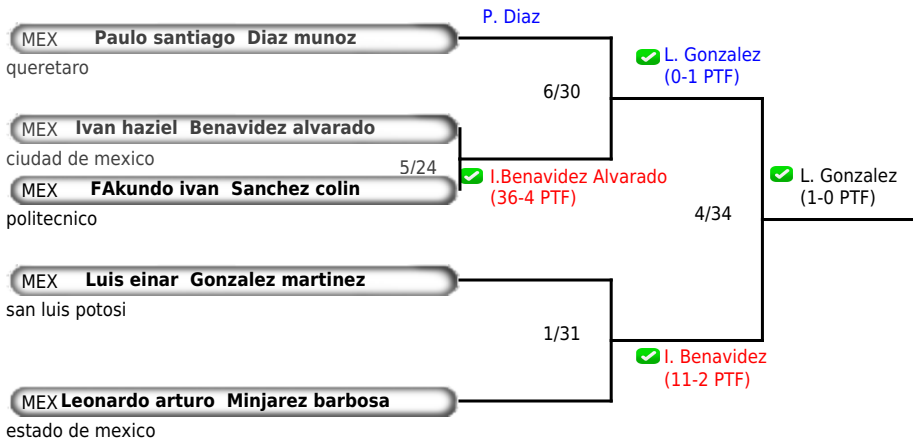 P. Diaz
MEX Paulo santiago Diaz munoz
queretaro
L. Gonzalez
(0-1 PTF)
6/30
MEX Ivan haziel Benavidez alvarado
ciudad de mexico
5/24
MEX FAkundo ivan Sanchez colin
politecnico
I.Benavidez Alvarado
(36-4 PTF)
L. Gonzalez
(1-0 PTF)
4/34
MEX Luis einar Gonzalez martinez
san luis potosi
1/31
I. Benavidez
(11-2 PTF)
MEX Leonardo arturo Minjarez barbosa
estado de mexico